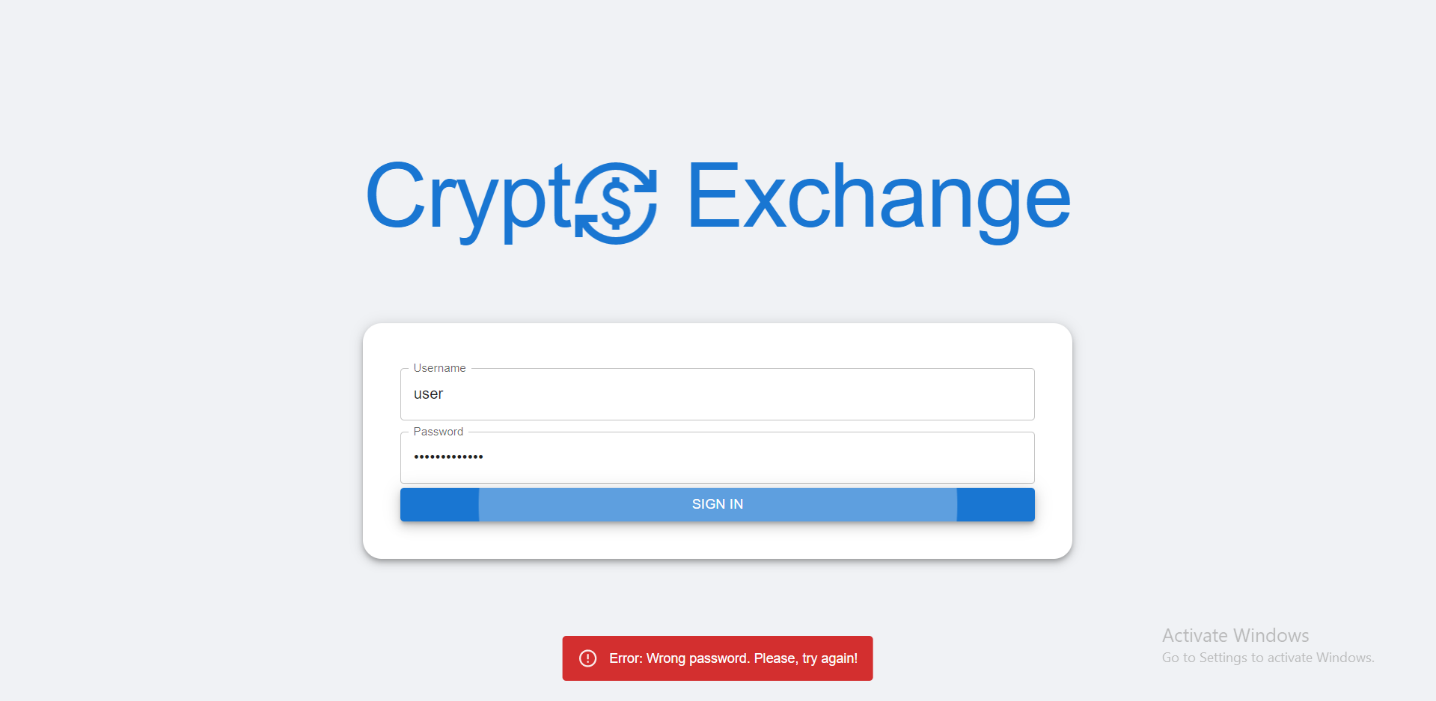 Crypto Exchange
Username
user
Password
•••••••••••••
SIGN IN
Error: Wrong password. Please, try again!
Activate Windows
Go to Settings to activate Windows.